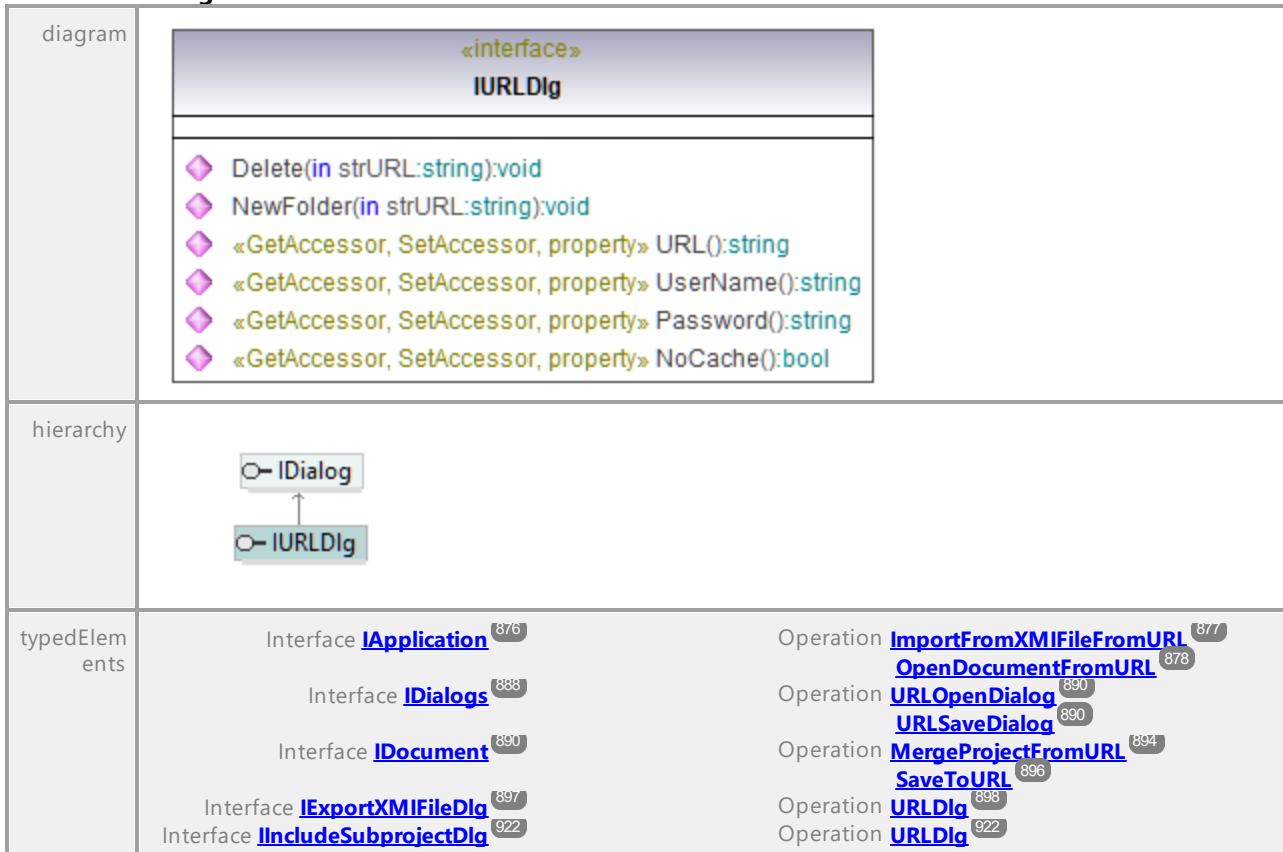 diagram
«interface»
IURLDlg
Delete(in strURL:string):void
NewFolder(in strURL:string):void
«GetAccessor, SetAccessor, property» URL():string
«GetAccessor, SetAccessor, property» UserName():string
«GetAccessor, SetAccessor, property» Password():string
«GetAccessor, SetAccessor, property» NoCache():bool
hierarchy
IDialog
IURLDlg
typedElem
ents
Interface IApplication 876 Operation ImportFromXMIFileFromURL 877
OpenDocumentFromURL 878
Interface IDialogs 888 Operation URLOpenDialog 890
URLSaveDialog 890
Interface IDocument 890 Operation MergeProjectFromURL 894
SaveToURL 896
Interface IExportXMIFileDlg 897 Operation URLDlg 898
Interface IIncludeSubprojectDlg 922 Operation URLDlg 922